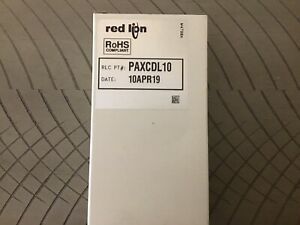 red lion
RoHS
COMPLIANT
RLC PT#: PAXCDL10
DATE: 10APR19